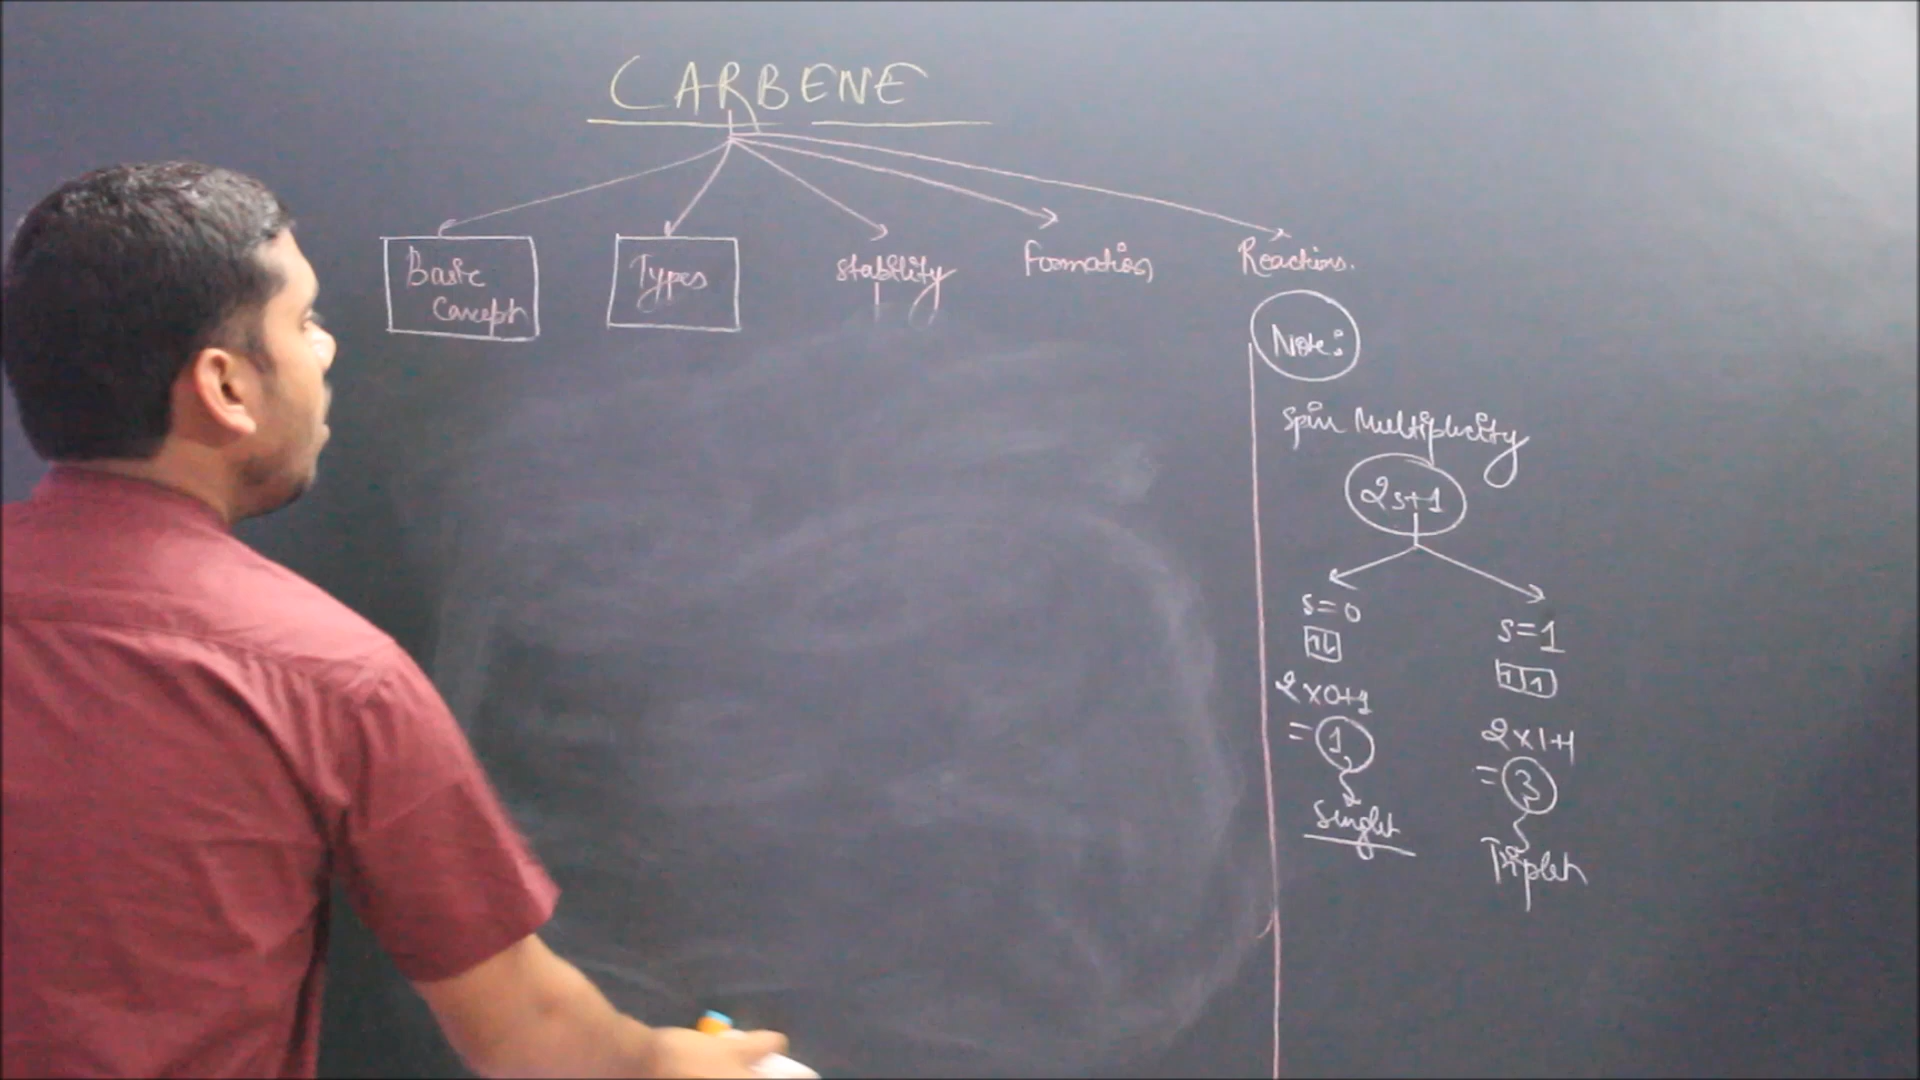 CARBENE
Basic
Concept
Types
Stability
Formation
Reactions.
Note:
Spin Multiplicity
2s+1
s=0
s=1
↿⇂
↿ ↿
2x0+1
= 1
Singlet
2x1+1
= 3
Triplet